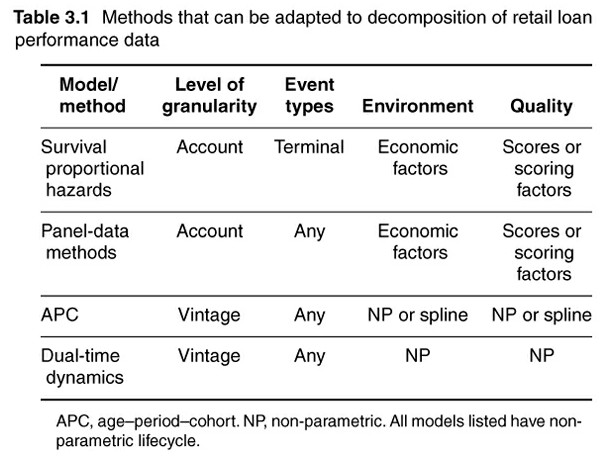 Table 3.1 Methods that can be adapted to decomposition of retail loan
performance data
Model/ Level of Event
method granularity types Environment Quality
Survival Account Terminal Economic Scores or
proportional factors scoring
hazards factors
Panel-data Account Any Economic Scores or
methods factors scoring
factors
APC Vintage Any NP or spline NP or spline
Dual-time Vintage Any NP NP
dynamics
APC, age–period–cohort. NP, non-parametric. All models listed have non-
parametric lifecycle.